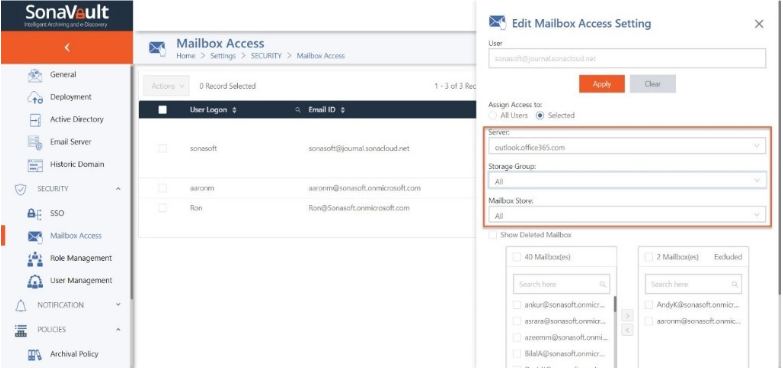 SonaVault
Intelligent Archiving and e-Discovery
General
Deployment
Active Directory
Email Server
Historic Domain
SECURITY
SSO
Mailbox Access
Role Management
User Management
NOTIFICATION
POLICIES
Archival Policy
Mailbox Access
Home > Settings > SECURITY > Mailbox Access
Actions
0 Record Selected
1 - 3 of 3 Rec
User Logon
Email ID
sonasoft
sonasoft@journal.sonacloud.net
aaronm
aaronm@sonasoft.onmicrosoft.com
Ron
Ron@Sonasoft.onmicrosoft.com
Edit Mailbox Access Setting
User
sonasoft@journal.sonacloud.net
Apply
Clear
Assign Access to:
All Users
Selected
Server:
outlook.office365.com
Storage Group:
All
Mailbox Store:
All
Show Deleted Mailbox
40 Mailbox(es)
Search here
ankur@sonasoft.onmicr...
asrara@sonasoft.onmicr...
azeemm@sonasoft.onmi...
BilalA@sonasoft.onmicr...
2 Mailbox(es) Excluded
Search here
AndyK@sonasoft.onmicr...
aaronm@sonasoft.onmic...